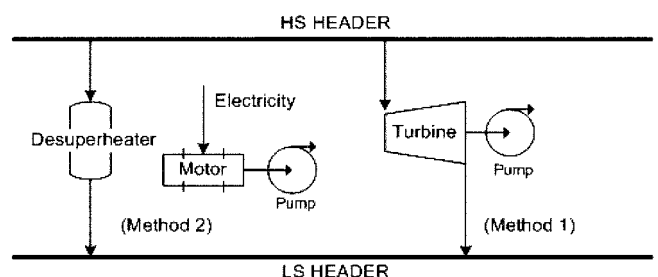 HS HEADER
Electricity
Desuperheater
Turbine
Motor
Pump
Pump
(Method 2)
(Method 1)
LS HEADER